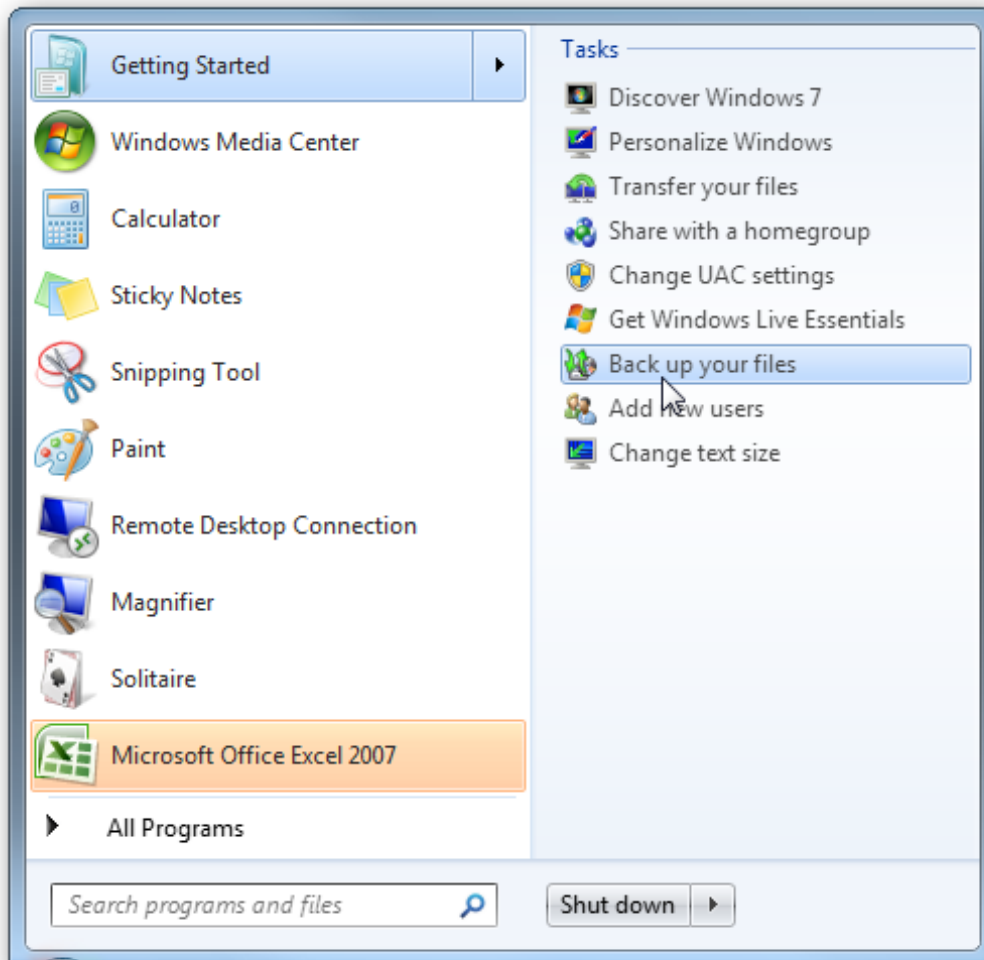 Getting Started
Windows Media Center
Calculator
Sticky Notes
Snipping Tool
Paint
Remote Desktop Connection
Magnifier
Solitaire
Microsoft Office Excel 2007
All Programs
Search programs and files
Tasks
Discover Windows 7
Personalize Windows
Transfer your files
Share with a homegroup
Change UAC settings
Get Windows Live Essentials
Back up your files
Add new users
Change text size
Shut down